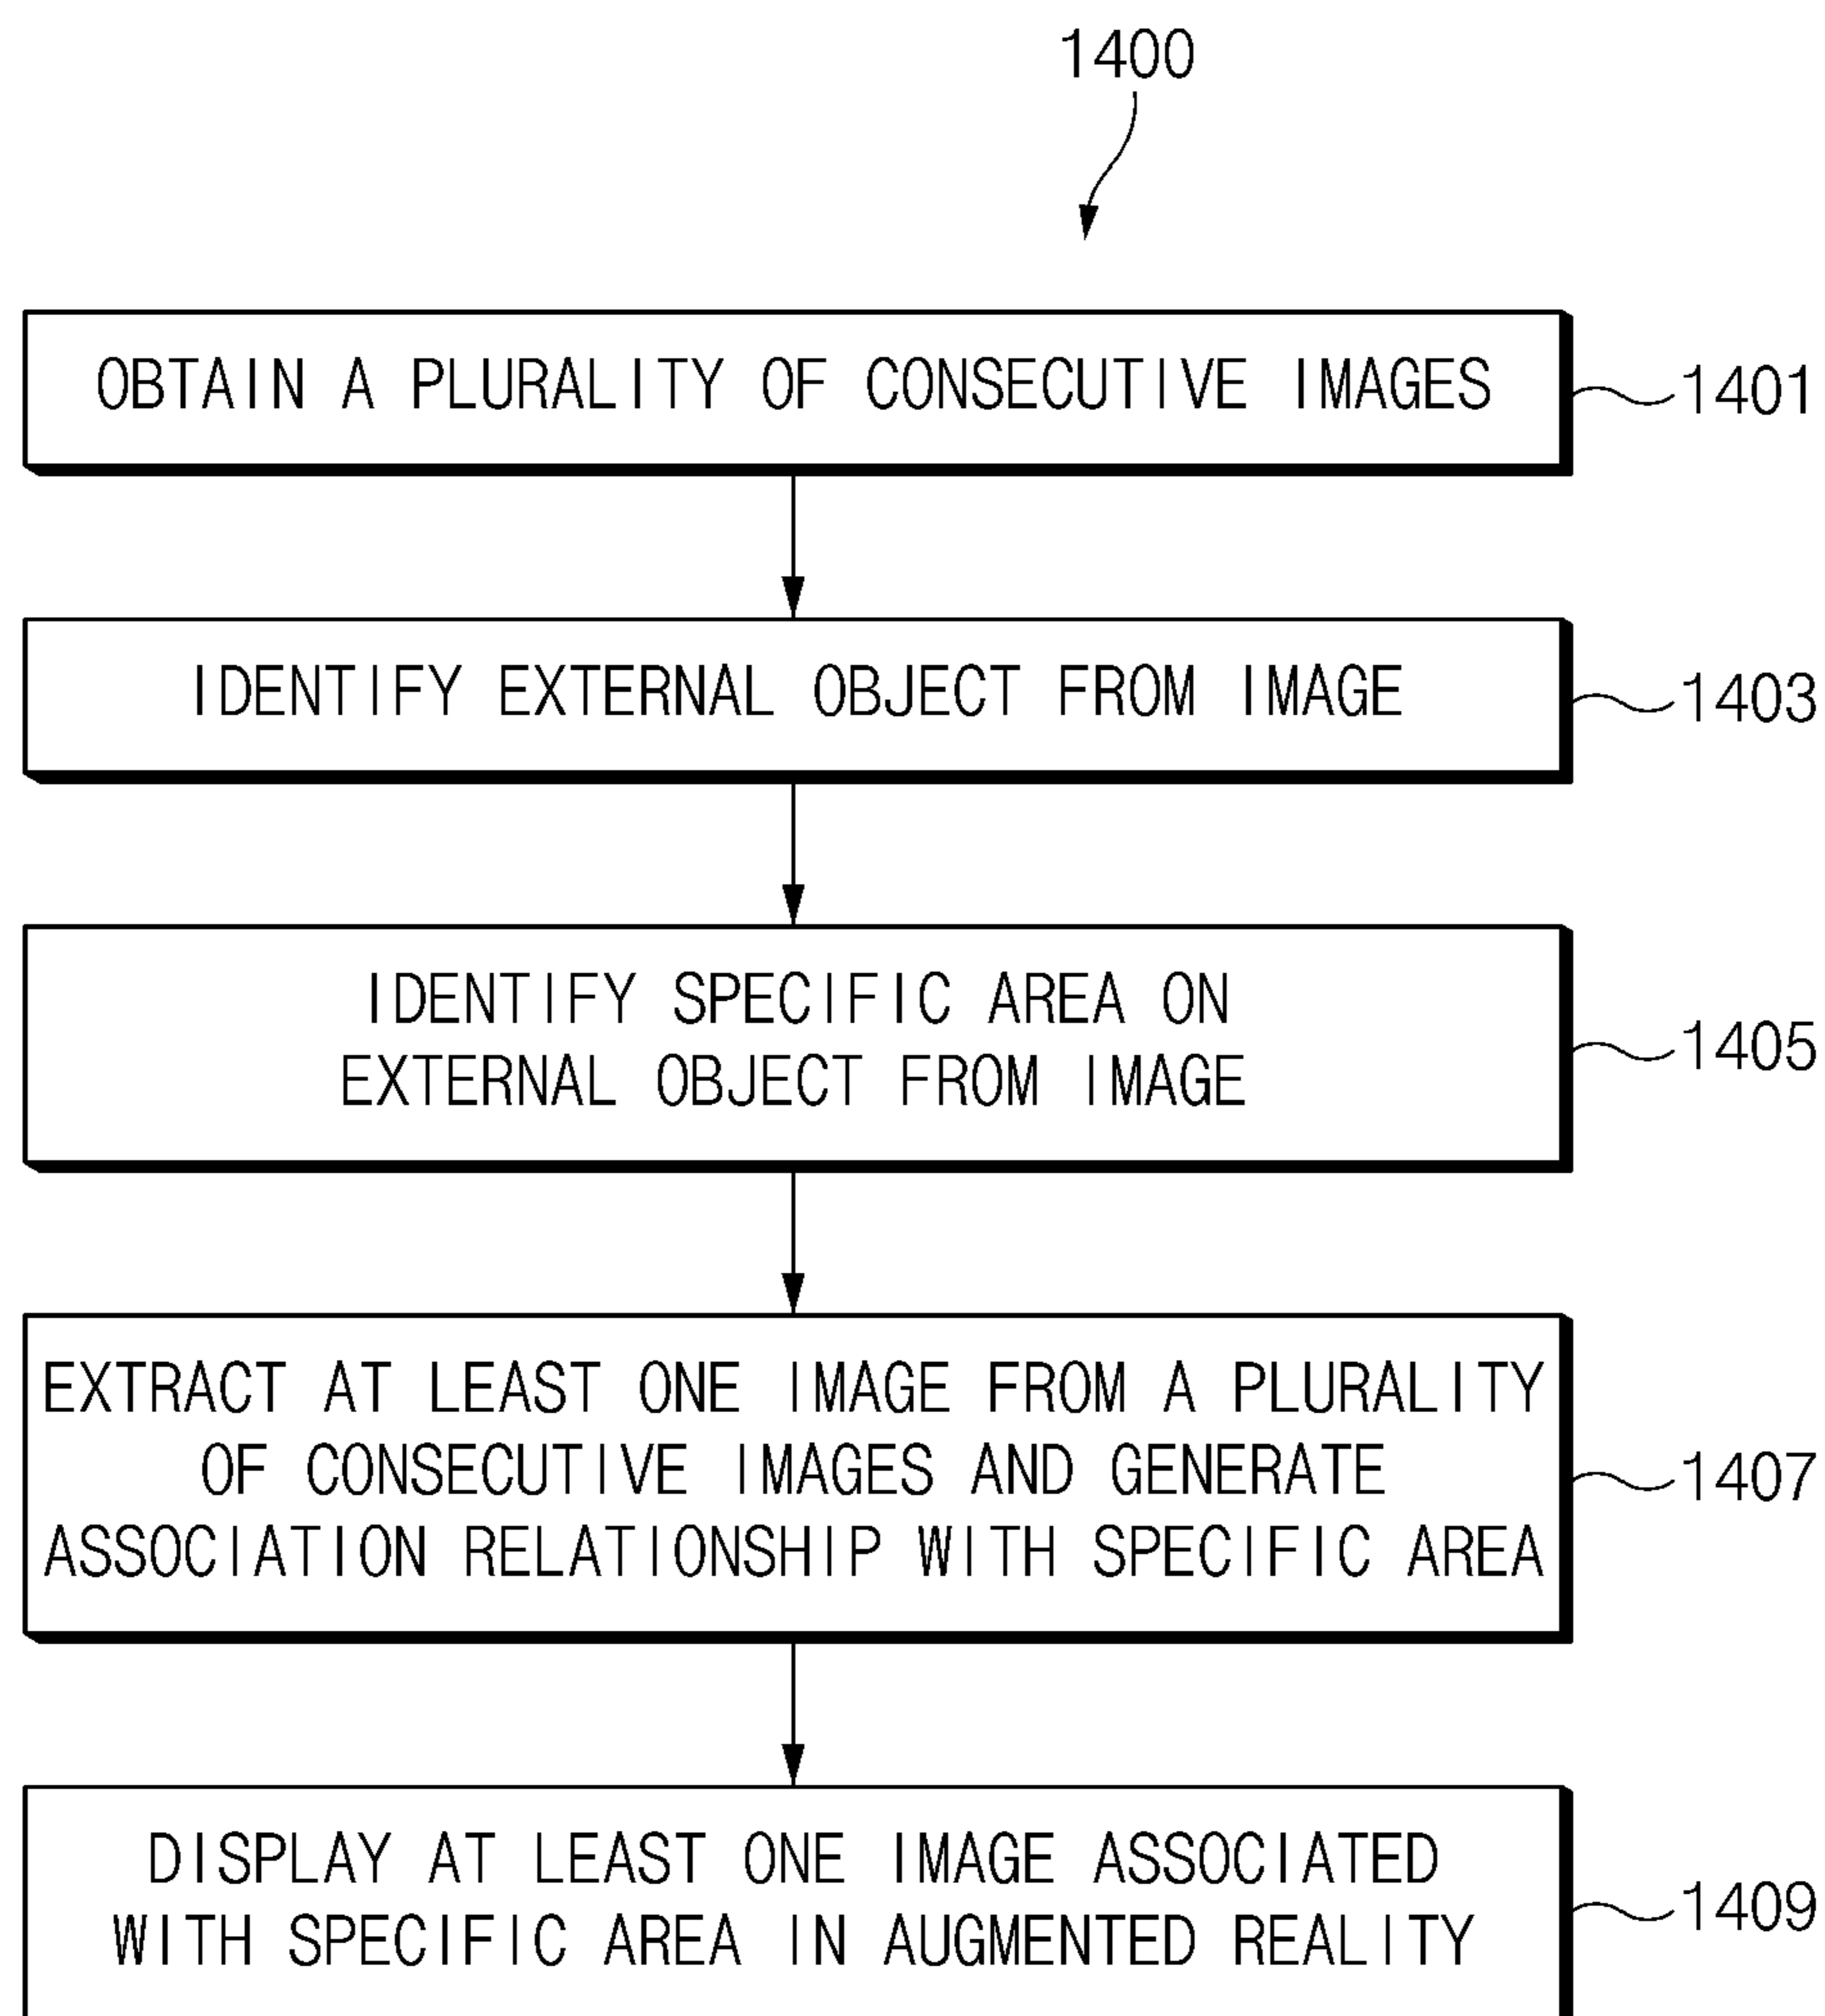 1400
OBTAIN A PLURALITY OF CONSECUTIVE IMAGES
1401
IDENTIFY EXTERNAL OBJECT FROM IMAGE
1403
IDENTIFY SPECIFIC AREA ON
EXTERNAL OBJECT FROM IMAGE
1405
EXTRACT AT LEAST ONE IMAGE FROM A PLURALITY
OF CONSECUTIVE IMAGES AND GENERATE
ASSOCIATION RELATIONSHIP WITH SPECIFIC AREA
1407
DISPLAY AT LEAST ONE IMAGE ASSOCIATED
WITH SPECIFIC AREA IN AUGMENTED REALITY
1409